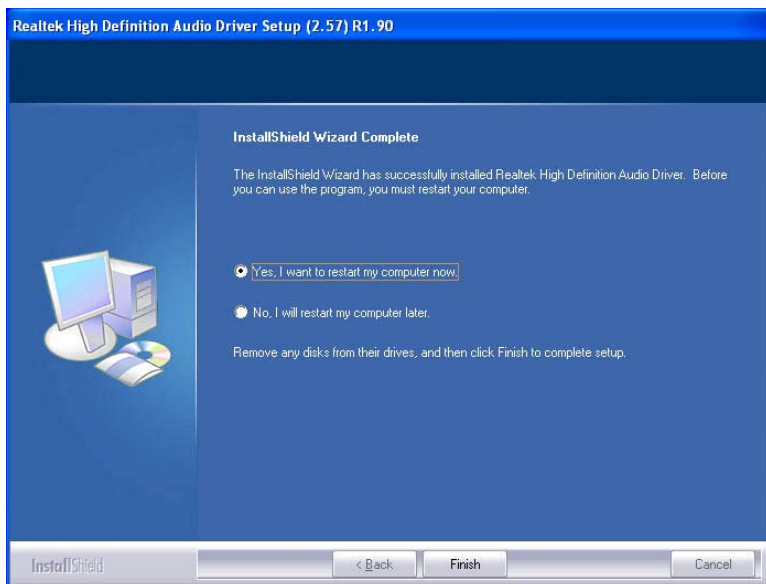 Realtek High Definition Audio Driver Setup (2.57) R1.90
InstallShield Wizard Complete
The InstallShield Wizard has successfully installed Realtek High Definition Audio Driver. Before
you can use the program, you must restart your computer.
Yes, I want to restart my computer now.
No, I will restart my computer later.
Remove any disks from their drives, and then click Finish to complete setup.
InstallShield
< Back
Finish
Cancel